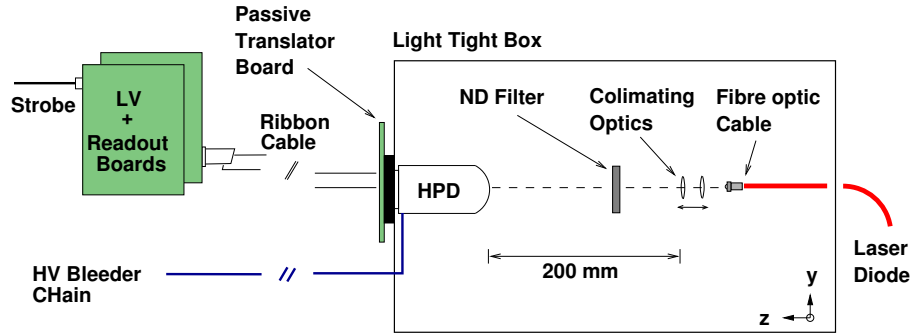 Passive
Translator
Board
Light Tight Box
Strobe
LV
+
Readout
Boards
Ribbon
Cable
HPD
ND Filter
Colimating
Optics
Fibre optic
Cable
200 mm
HV Bleeder
CHain
Laser
Diode
y
z